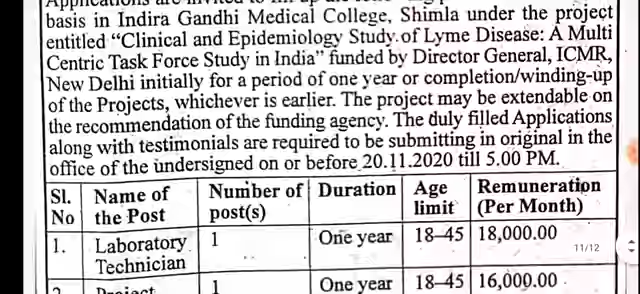 basis in Indira Gandhi Medical College, Shimla under the project
entitled “Clinical and Epidemiology Study of Lyme Disease: A Multi
Centric Task Force Study in India” funded by Director General, ICMR,
New Delhi initially for a period of one year or completion/winding-up
of the Projects, whichever is earlier. The project may be extendable on
the recommendation of the funding agency. The duly filled Applications
along with testimonials are required to be submitting in original in the
office of the undersigned on or before 20.11.2020 till 5.00 PM.
Sl. No Name of the Post Number of post(s) Duration Age limit Remuneration (Per Month)
1. Laboratory Technician 1 One year 18-45 18,000.00
11/12
2. Project 1 One year 18-45 16,000.00